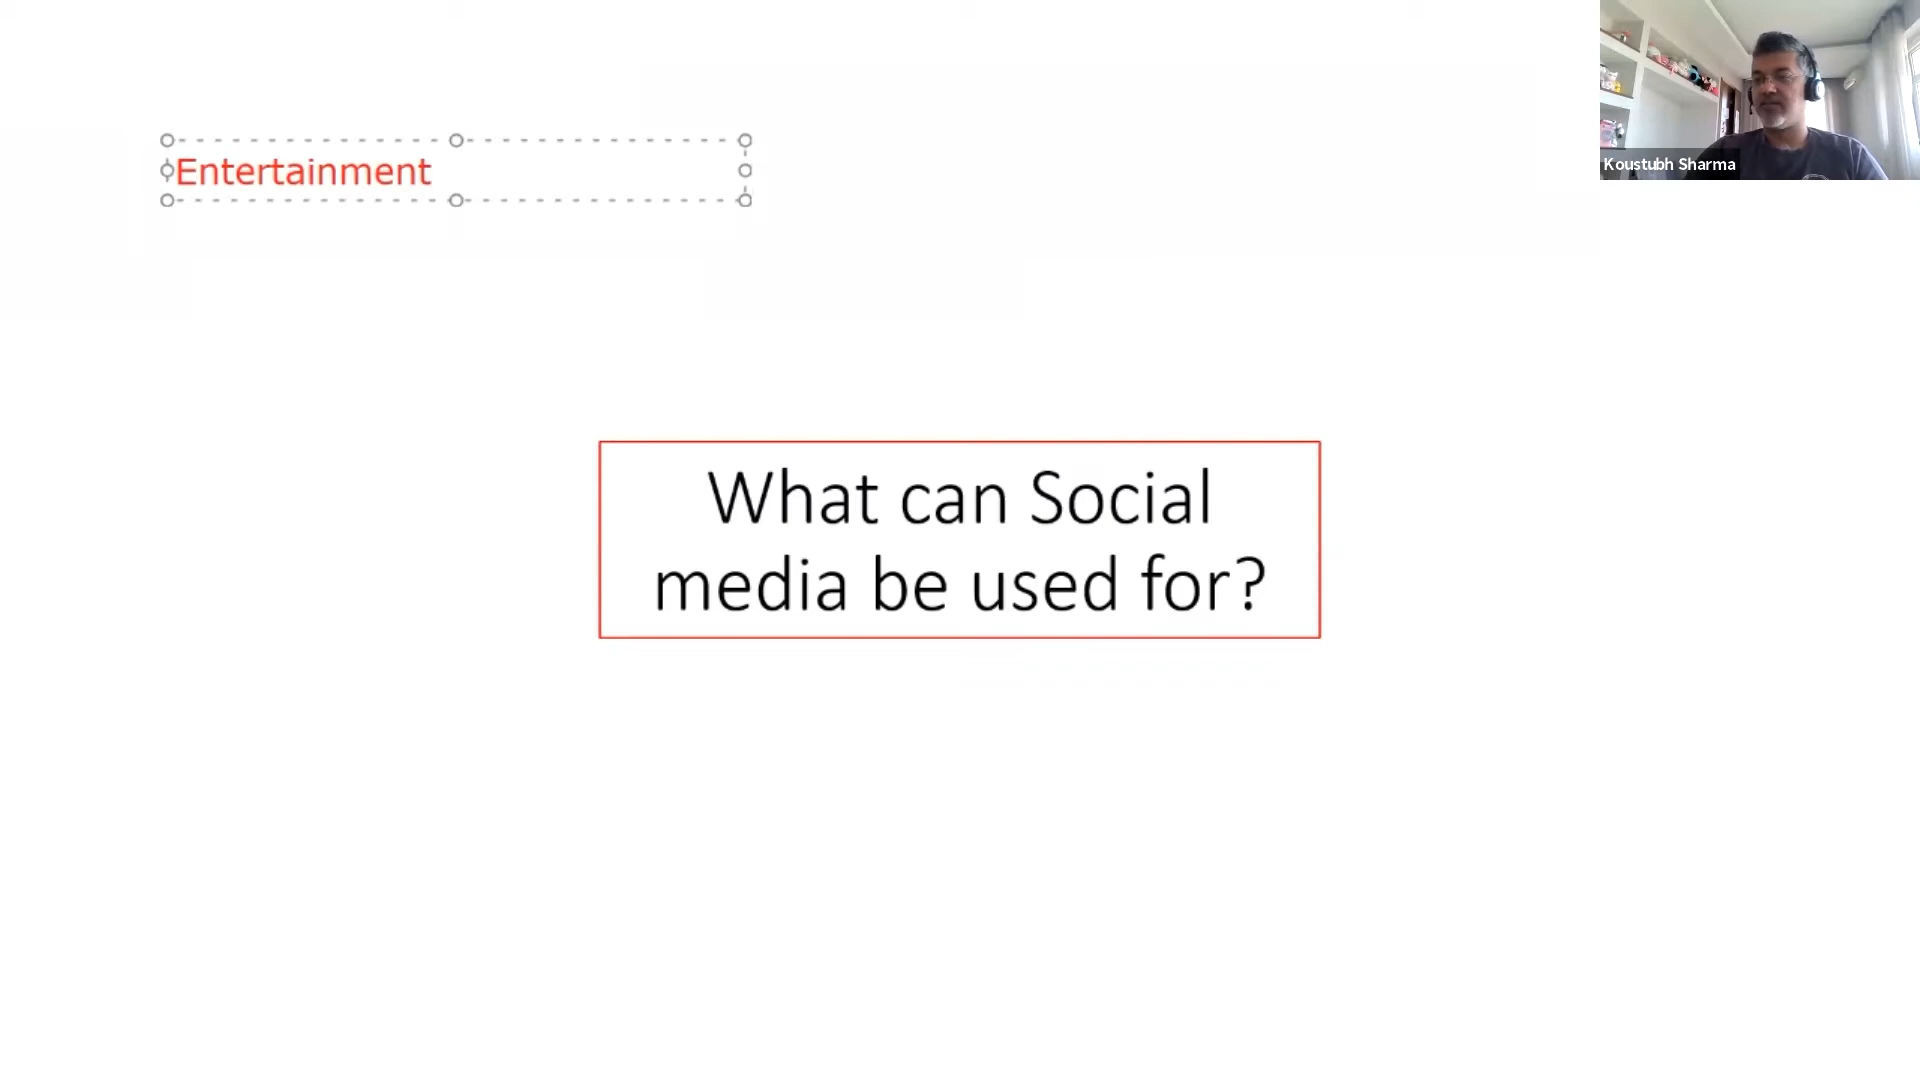 Entertainment
Koustubh Sharma
What can Social
media be used for?